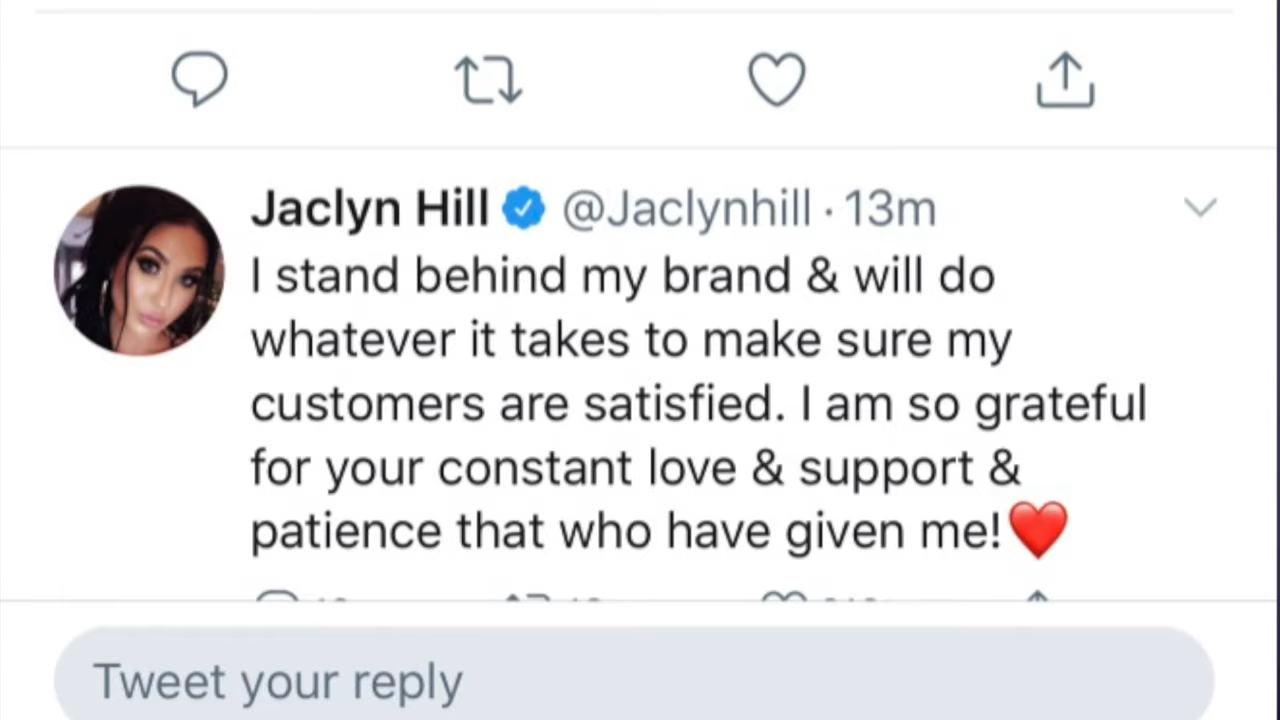 Jaclyn Hill @Jaclynhill · 13m
I stand behind my brand & will do
whatever it takes to make sure my
customers are satisfied. I am so grateful
for your constant love & support &
patience that who have given me!❤️
Tweet your reply